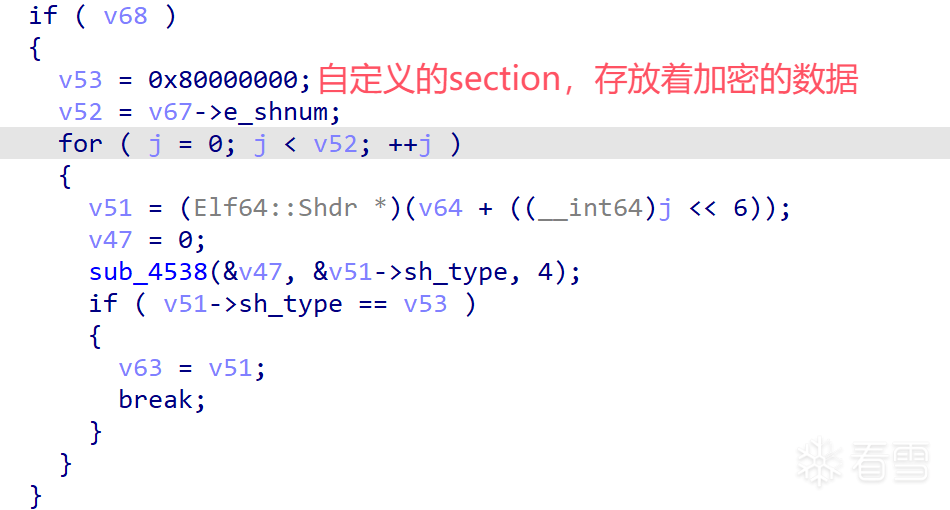 if ( v68 )
{
v53 = 0x80000000;自定义的section，存放着加密的数据
v52 = v67->e_shnum;
for ( j = 0; j < v52; ++j )
{
v51 = (Elf64::Shdr *)(v64 + ((__int64)j << 6));
v47 = 0;
sub_4538(&v47, &v51->sh_type, 4);
if ( v51->sh_type == v53 )
{
v63 = v51;
break;
}
}
}
看雪